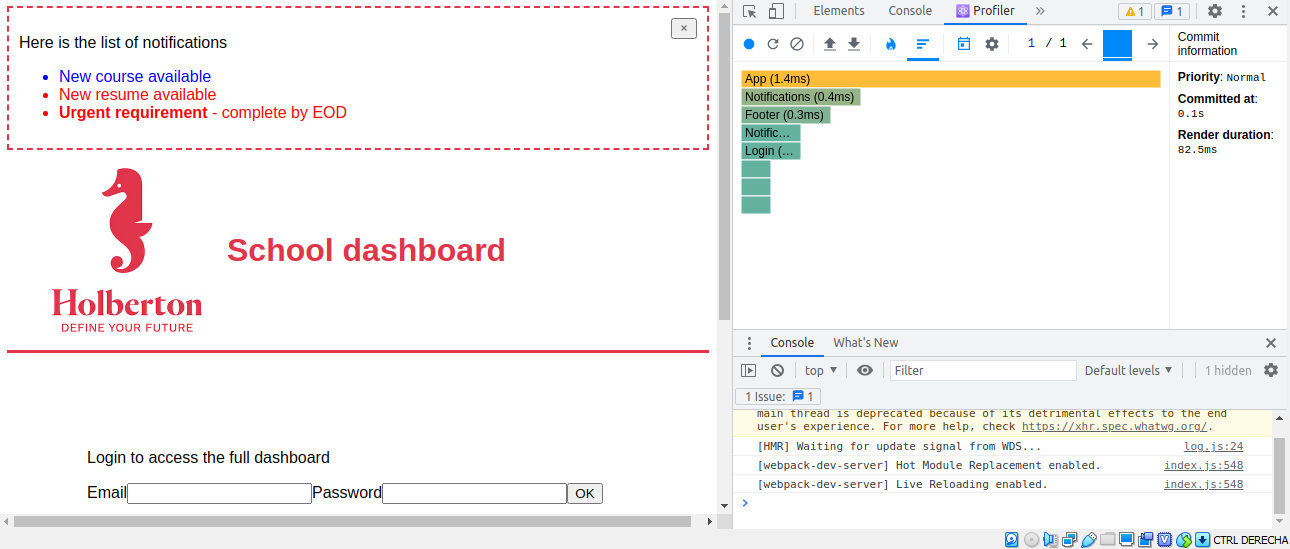 ×
Here is the list of notifications
New course available
New resume available
Urgent requirement - complete by EOD
Holberton
DEFINE YOUR FUTURE
School dashboard
Login to access the full dashboard
Email Password OK
Elements Console Profiler » 1 1
1 / 1
App (1.4ms)
Notifications (0.4ms)
Footer (0.3ms)
Notific…
Login (…
Commit information
Priority: Normal
Committed at:
0.1s
Render duration:
82.5ms
Console What's New
top Filter Default levels 1 hidden
1 Issue: 1
main thread is deprecated because of its detrimental effects to the end
user's experience. For more help, check https://xhr.spec.whatwg.org/.
[HMR] Waiting for update signal from WDS... log.js:24
[webpack-dev-server] Hot Module Replacement enabled. index.js:548
[webpack-dev-server] Live Reloading enabled. index.js:548
CTRL DERECHA